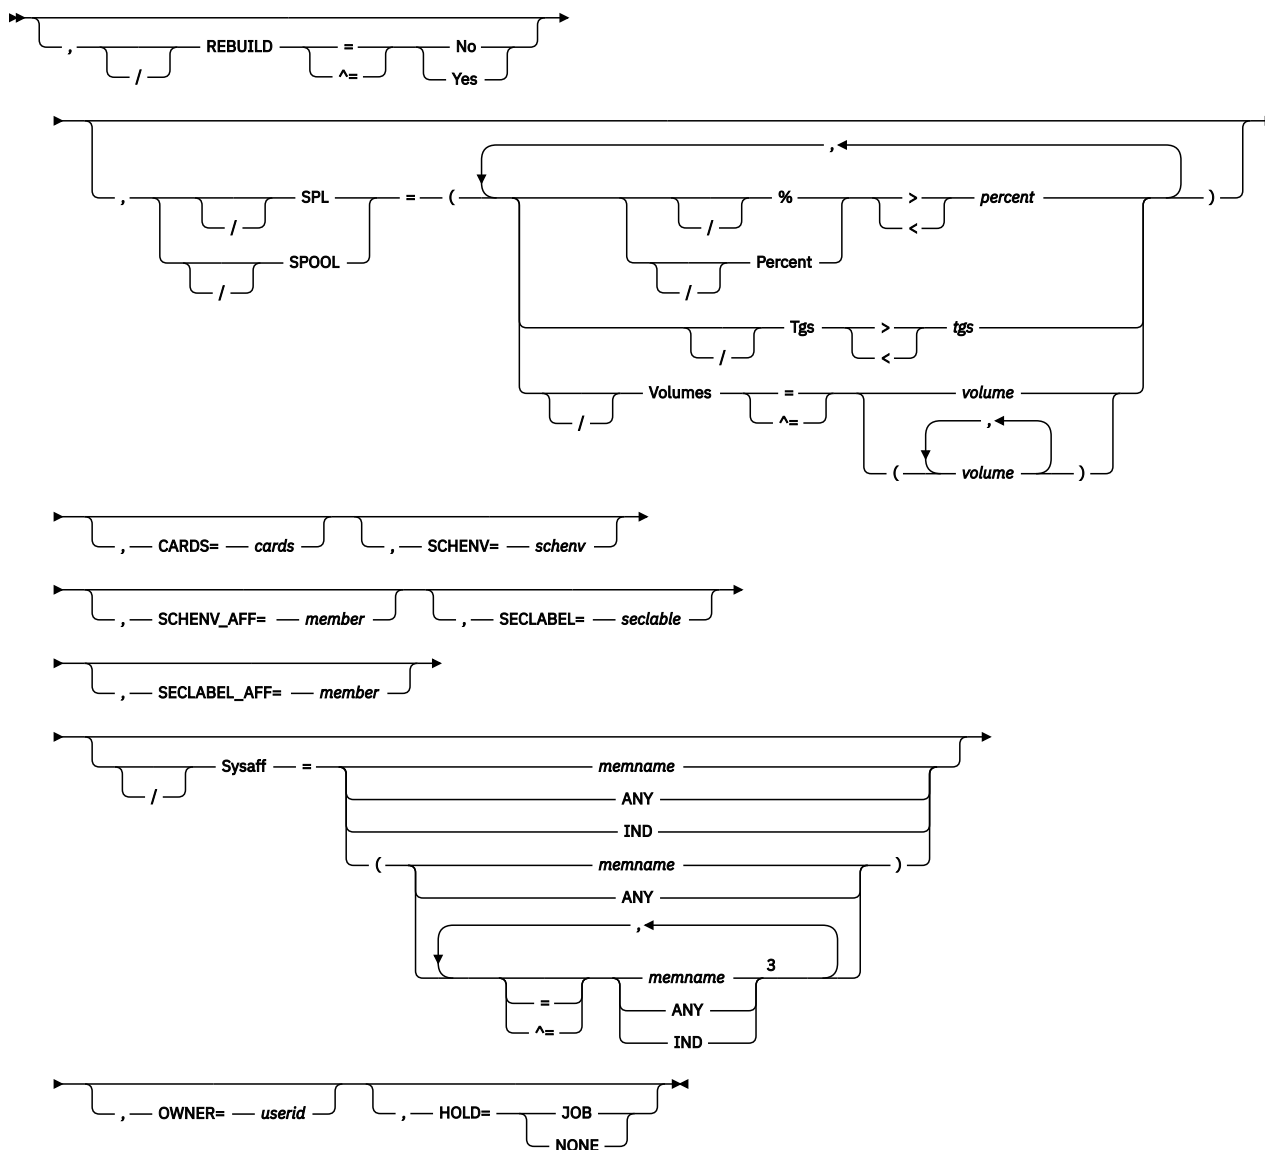 , / REBUILD = No
^= Yes
,
, / SPL = ( / % > percent )
<
/ SPOOL / Percent
/ Tgs > tgs
<
/ Volumes = volume
^=
,
( volume )
, CARDS= cards , SCHENV= schenv
, SCHENV_AFF= member , SECLABEL= seclable
, SECLABEL_AFF= member
/ Sysaff = memname
ANY
IND
( memname )
ANY
,
memname 3
= ANY
^= IND
, OWNER= userid , HOLD= JOB
NONE